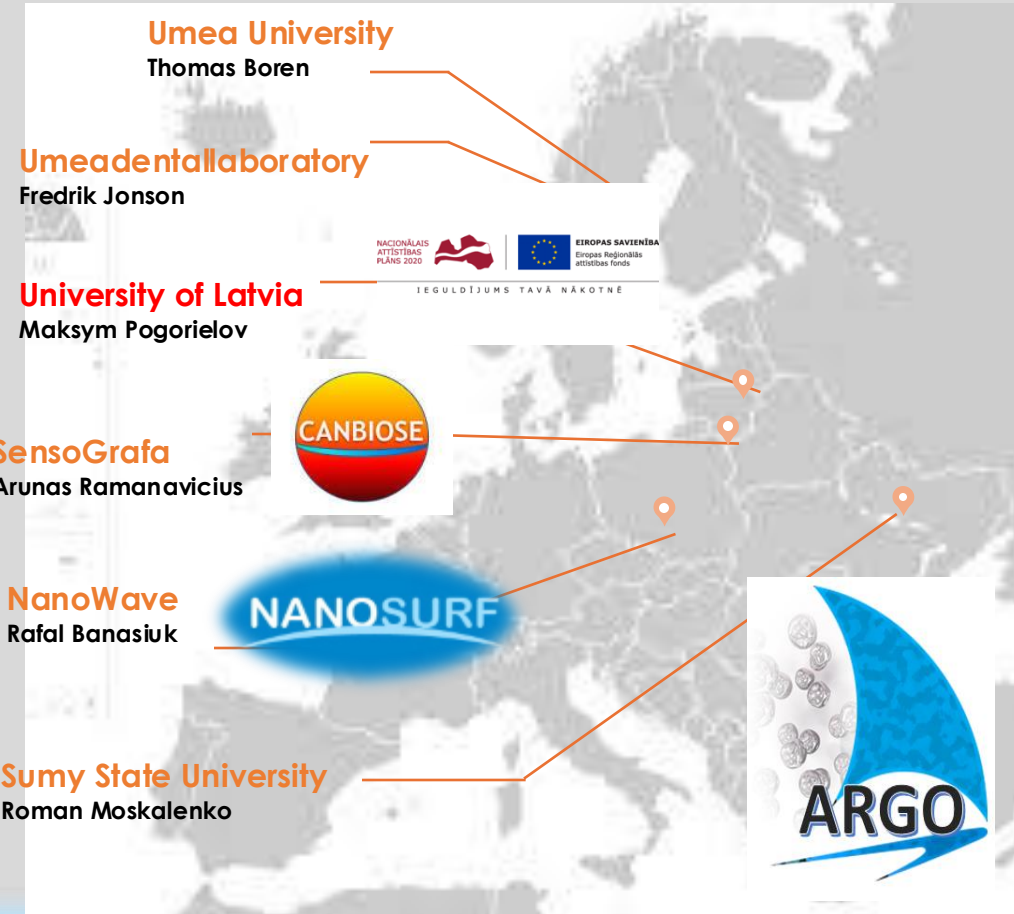 Umea University
Thomas Boren
Umeadentallaboratory
Fredrik Jonson
NACIONĀLAIS
ATTĪSTĪBAS
PLĀNS 2020
EIROPAS SAVIENĪBA
Eiropas Reģionālās
attīstības fonds
IEGULDĪJUMS TAVĀ NĀKOTNĒ
University of Latvia
Maksym Pogorielov
CANBIOSE
SensoGrafa
Arunas Ramanavicius
NanoWave
Rafal Banasiuk
NANOSURF
Sumy State University
Roman Moskalenko
ARGO